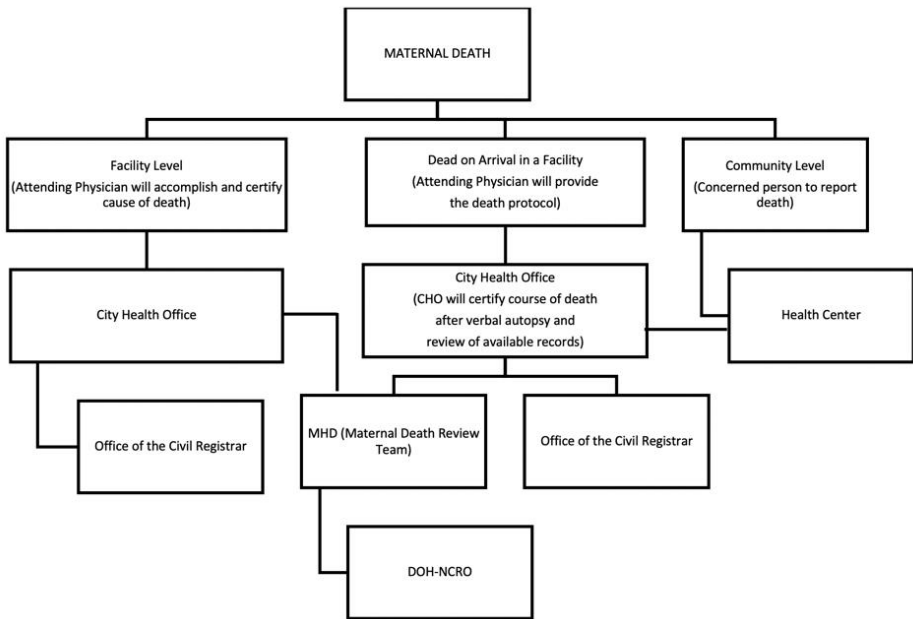 MATERNAL DEATH
Facility Level
(Attending Physician will accomplish and certify
cause of death)
Dead on Arrival in a Facility
(Attending Physician will provide
the death protocol)
Community Level
(Concerned person to report
death)
City Health Office
City Health Office
(CHO will certify course of death
after verbal autopsy and
review of available records)
Health Center
Office of the Civil Registrar
MHD (Maternal Death Review
Team)
Office of the Civil Registrar
DOH-NCRO